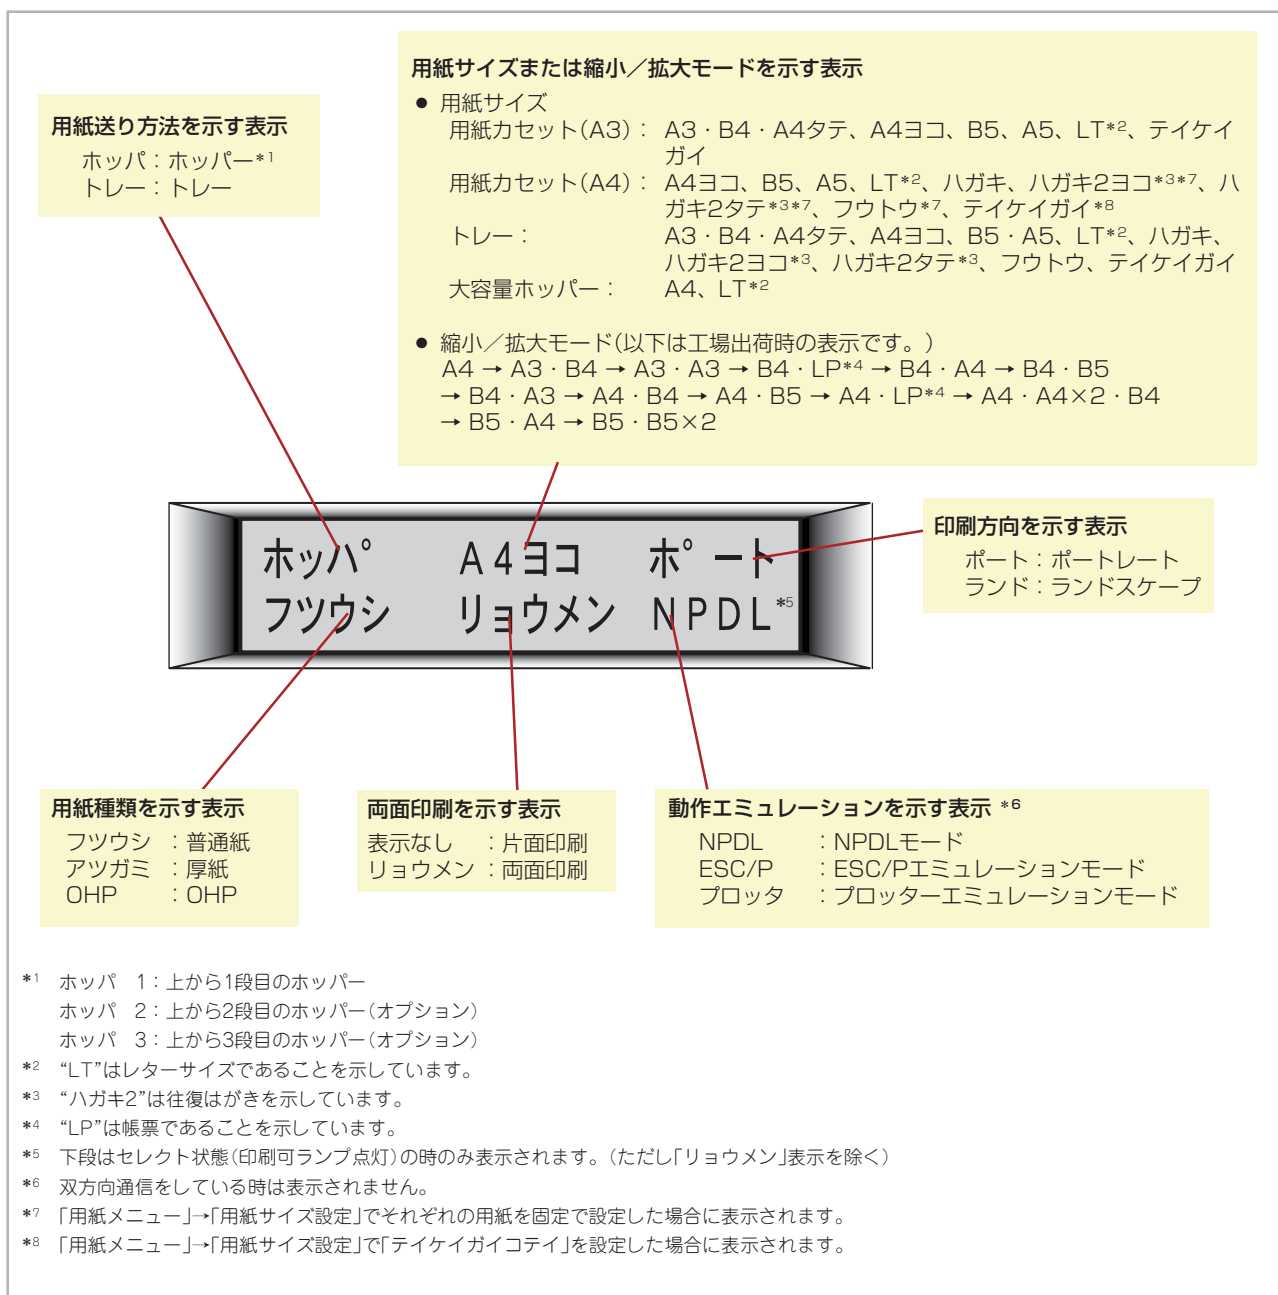 用紙サイズまたは縮小／拡大モードを示す表示
● 用紙サイズ
用紙カセット(A3)： A3・B4・A4タテ、A4ヨコ、B5、A5、LT*2、テイケイ
ガイ
用紙カセット(A4)： A4ヨコ、B5、A5、LT*2、ハガキ、ハガキ2ヨコ*3*7、ハ
ガキ2タテ*3*7、フウトウ*7、テイケイガイ*8
トレー： A3・B4・A4タテ、A4ヨコ、B5・A5、LT*2、ハガキ、
ハガキ2ヨコ*3、ハガキ2タテ*3、フウトウ、テイケイガイ
大容量ホッパー： A4、LT*2
● 縮小／拡大モード(以下は工場出荷時の表示です。)
A4 → A3・B4 → A3・A3 → B4・LP*4 → B4・A4 → B4・B5
→ B4・A3 → A4・B4 → A4・B5 → A4・LP*4 → A4・A4×2・B4
→ B5・A4 → B5・B5×2
用紙送り方法を示す表示
ホッパ：ホッパー*1
トレー：トレー
印刷方向を示す表示
ポート：ポートレート
ランド：ランドスケープ
ホッパ A4ヨコ ポート
フツウシ リョウメン NPDL*5
用紙種類を示す表示
フツウシ ：普通紙
アツガミ ：厚紙
OHP ：OHP
両面印刷を示す表示
表示なし ：片面印刷
リョウメン ：両面印刷
動作エミュレーションを示す表示 *6
NPDL ：NPDLモード
ESC/P ：ESC/Pエミュレーションモード
プロッタ ：プロッターエミュレーションモード
*1 ホッパ 1：上から1段目のホッパー
ホッパ 2：上から2段目のホッパー(オプション)
ホッパ 3：上から3段目のホッパー(オプション)
*2 “LT”はレターサイズであることを示しています。
*3 “ハガキ2”は往復はがきを示しています。
*4 “LP”は帳票であることを示しています。
*5 下段はセレクト状態(印刷可ランプ点灯)の時のみ表示されます。(ただし「リョウメン」表示を除く)
*6 双方向通信をしている時は表示されません。
*7 「用紙メニュー」→「用紙サイズ設定」でそれぞれの用紙を固定で設定した場合に表示されます。
*8 「用紙メニュー」→「用紙サイズ設定」で「テイケイガイコテイ」を設定した場合に表示されます。